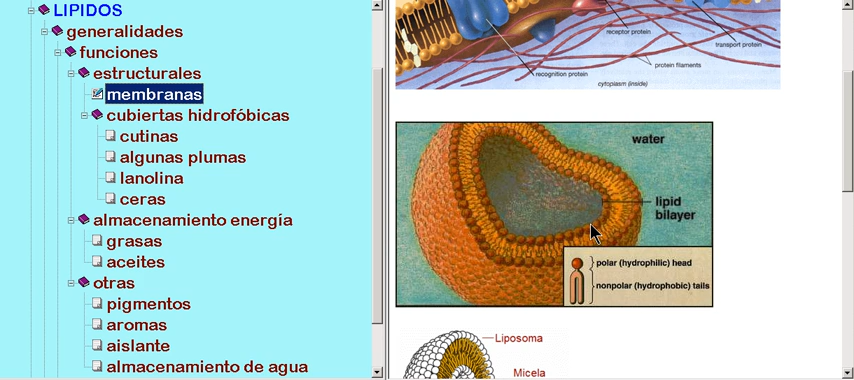 LIPIDOS
generalidades
funciones
estructurales
membranas
cubiertas hidrofóbicas
cutinas
algunas plumas
lanolina
ceras
almacenamiento energía
grasas
aceites
otras
pigmentos
aromas
aislante
almacenamiento de agua
receptor protein
transport protein
protein filaments
recognition protein
cytoplasm (inside)
water
lipid
bilayer
polar (hydrophilic) head
nonpolar (hydrophobic) tails
Liposoma
Micela